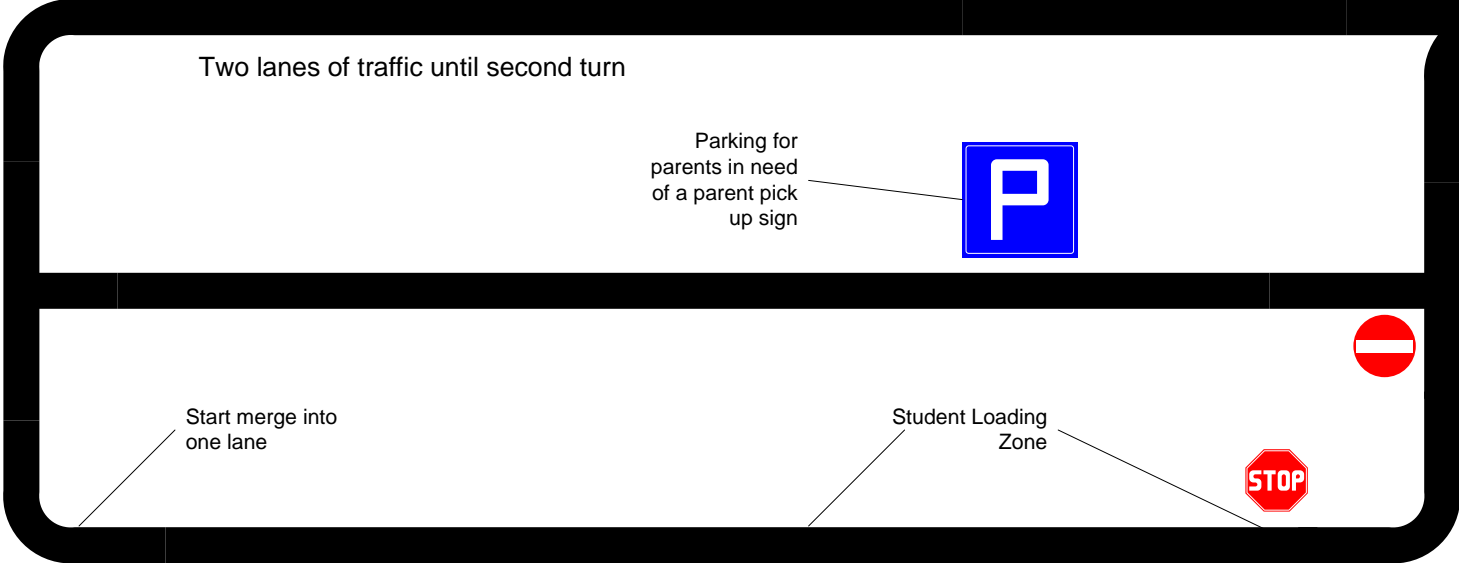 Two lanes of traffic until second turn
Parking for
parents in need
of a parent pick
up sign
P
Start merge into
one lane
Student Loading
Zone
STOP